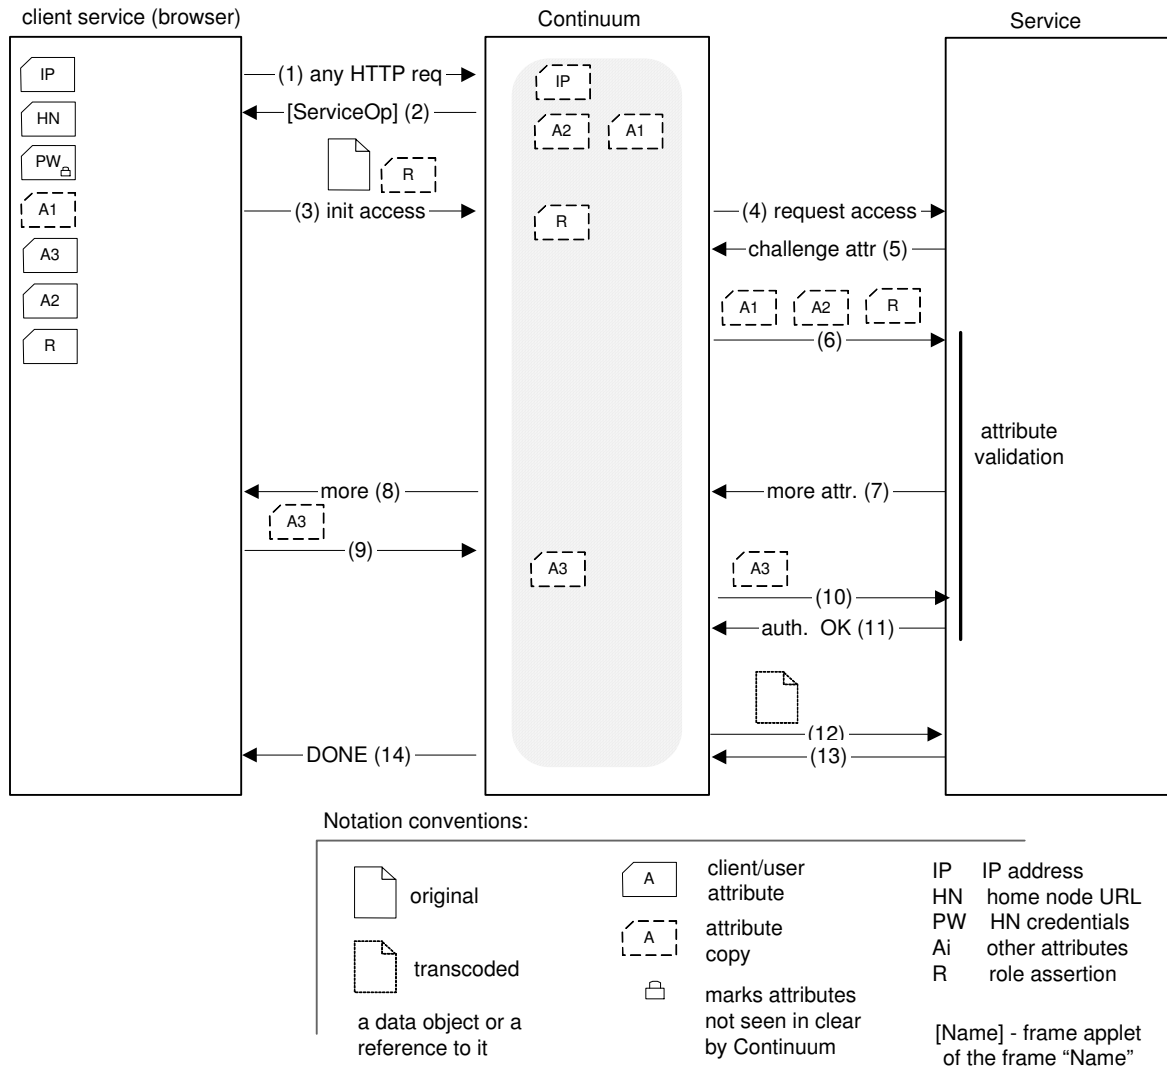 client service (browser)
Continuum
Service
IP
HN
PW
A1
A3
A2
R
(1) any HTTP req
[ServiceOp] (2)
R
(3) init access
IP
A2
A1
R
(4) request access
challenge attr (5)
A1
A2
R
(6)
attribute
validation
more (8)
more attr. (7)
A3
(9)
A3
A3
(10)
auth. OK (11)
(12)
DONE (14)
(13)
Notation conventions:
original
transcoded
a data object or a
reference to it
A
client/user
attribute
A
attribute
copy
marks attributes
not seen in clear
by Continuum
IP IP address
HN home node URL
PW HN credentials
Ai other attributes
R role assertion
[Name] - frame applet
of the frame “Name”